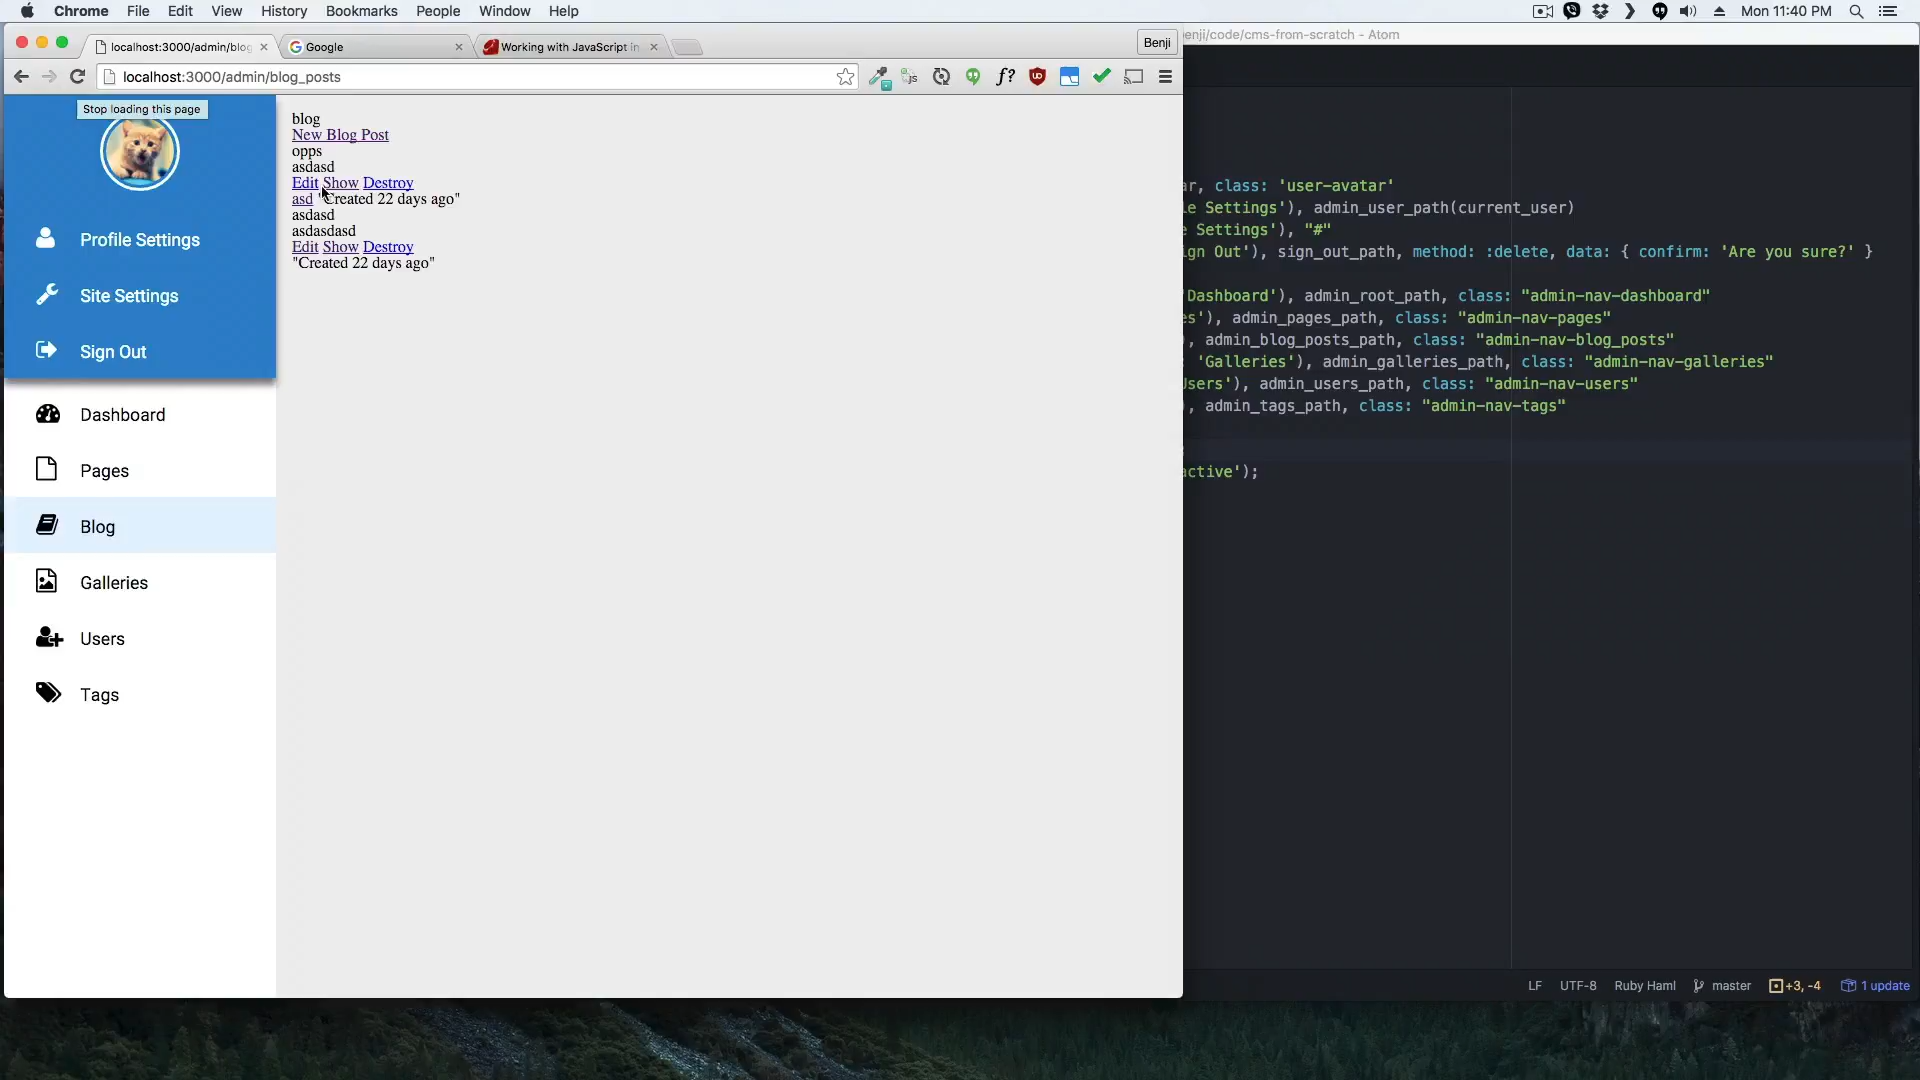 Chrome File Edit View History Bookmarks People Window Help Mon 11:40 PM
localhost:3000/admin/blog
Google
Working with JavaScript in
Benji
enji/code/cms-from-scratch - Atom
localhost:3000/admin/blog_posts
Stop loading this page
Profile Settings
Site Settings
Sign Out
Dashboard
Pages
Blog
Galleries
Users
Tags
blog
New Blog Post
opps
asdasd
Edit Show Destroy
asd "Created 22 days ago"
asdasd
asdasdasd
Edit Show Destroy
"Created 22 days ago"
ar, class: 'user-avatar'
le Settings'), admin_user_path(current_user)
e Settings'), "#"
ign Out'), sign_out_path, method: :delete, data: { confirm: 'Are you sure?' }
'Dashboard'), admin_root_path, class: "admin-nav-dashboard"
es'), admin_pages_path, class: "admin-nav-pages"
), admin_blog_posts_path, class: "admin-nav-blog_posts"
 'Galleries'), admin_galleries_path, class: "admin-nav-galleries"
Users'), admin_users_path, class: "admin-nav-users"
), admin_tags_path, class: "admin-nav-tags"
active');
LF UTF-8 Ruby Haml master +3, -4 1 update